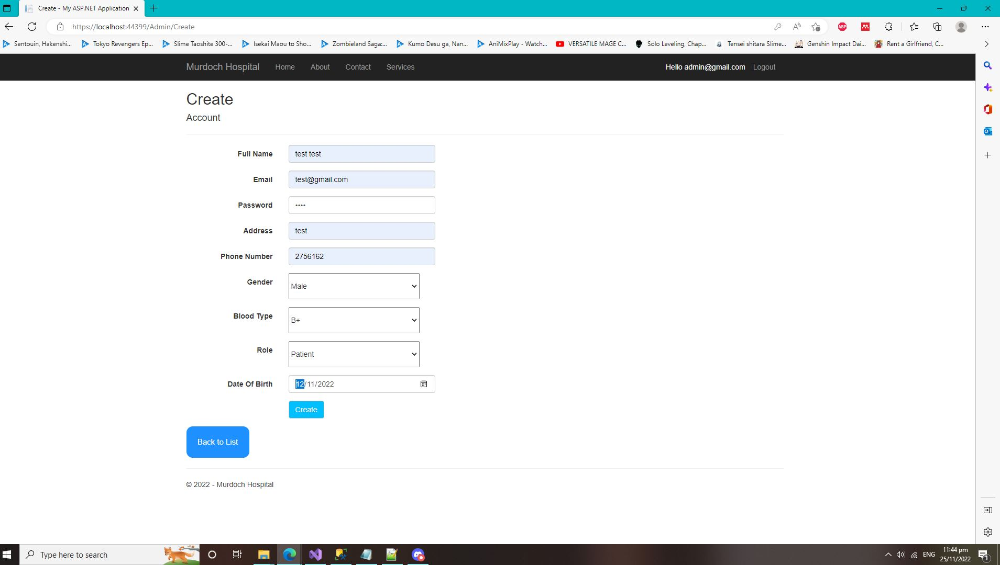 Create - My ASP.NET Application
https://localhost:44399/Admin/Create
Sentouin, Hakenshi... Tokyo Revengers Ep... Slime Taoshite 300-... Isekai Maou to Sho... Zombieland Saga:... Kumo Desu ga, Nan... AniMixPlay - Watch... VERSATILE MAGE C... Solo Leveling, Chap... Tensei shitara Slime... Genshin Impact Dai... Rent a Girlfriend, C...
Murdoch Hospital Home About Contact Services Hello admin@gmail.com Logout
Create
Account
Full Name test test
Email test@gmail.com
Password ••••
Address test
Phone Number 2756162
Gender Male
Blood Type B+
Role Patient
Date Of Birth 12/11/2022
Create
Back to List
© 2022 - Murdoch Hospital
Type here to search
ENG
11:44 pm
25/11/2022
1